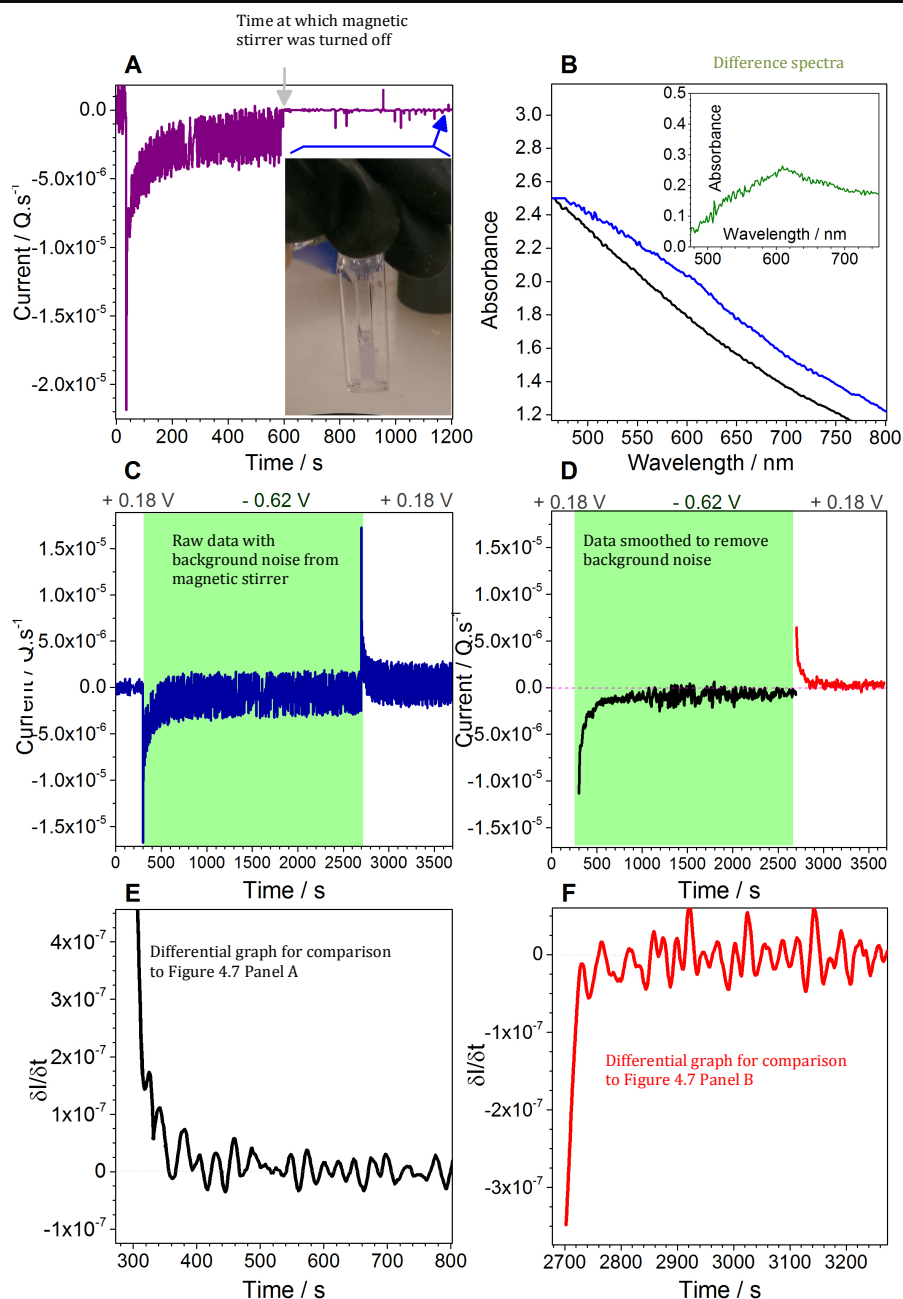 Time at which magnetic
stirrer was turned off
A
0.0
-5.0x10⁻⁶
-1.0x10⁻⁵
-1.5x10⁻⁵
-2.0x10⁻⁵
Current / Q.s⁻¹
0 200 400 600 800 1000 1200
Time / s
B
Difference spectra
3.0
2.8
2.6
2.4
2.2
2.0
1.8
1.6
1.4
1.2
Absorbance
500 550 600 650 700 750 800
Wavelength / nm
0.5
0.4
0.3
0.2
0.1
0.0
Absorbance
Wavelength / nm
500 600 700
C
+ 0.18 V - 0.62 V + 0.18 V
Raw data with
background noise from
magnetic stirrer
1.5x10⁻⁵
1.0x10⁻⁵
5.0x10⁻⁶
0.0
-5.0x10⁻⁶
-1.0x10⁻⁵
-1.5x10⁻⁵
Current / Q.s⁻¹
0 500 1000 1500 2000 2500 3000 3500
Time / s
D
+ 0.18 V - 0.62 V + 0.18 V
Data smoothed to remove
background noise
1.5x10⁻⁵
1.0x10⁻⁵
5.0x10⁻⁶
0.0
-5.0x10⁻⁶
-1.0x10⁻⁵
-1.5x10⁻⁵
Current / Q.s⁻¹
0 500 1000 1500 2000 2500 3000 3500
Time / s
E
Differential graph for comparison
to Figure 4.7 Panel A
4x10⁻⁷
3x10⁻⁷
2x10⁻⁷
1x10⁻⁷
0
-1x10⁻⁷
δI/δt
300 400 500 600 700 800
Time / s
F
Differential graph for comparison
to Figure 4.7 Panel B
0
-1x10⁻⁷
-2x10⁻⁷
-3x10⁻⁷
δI/δt
2700 2800 2900 3000 3100 3200
Time / s